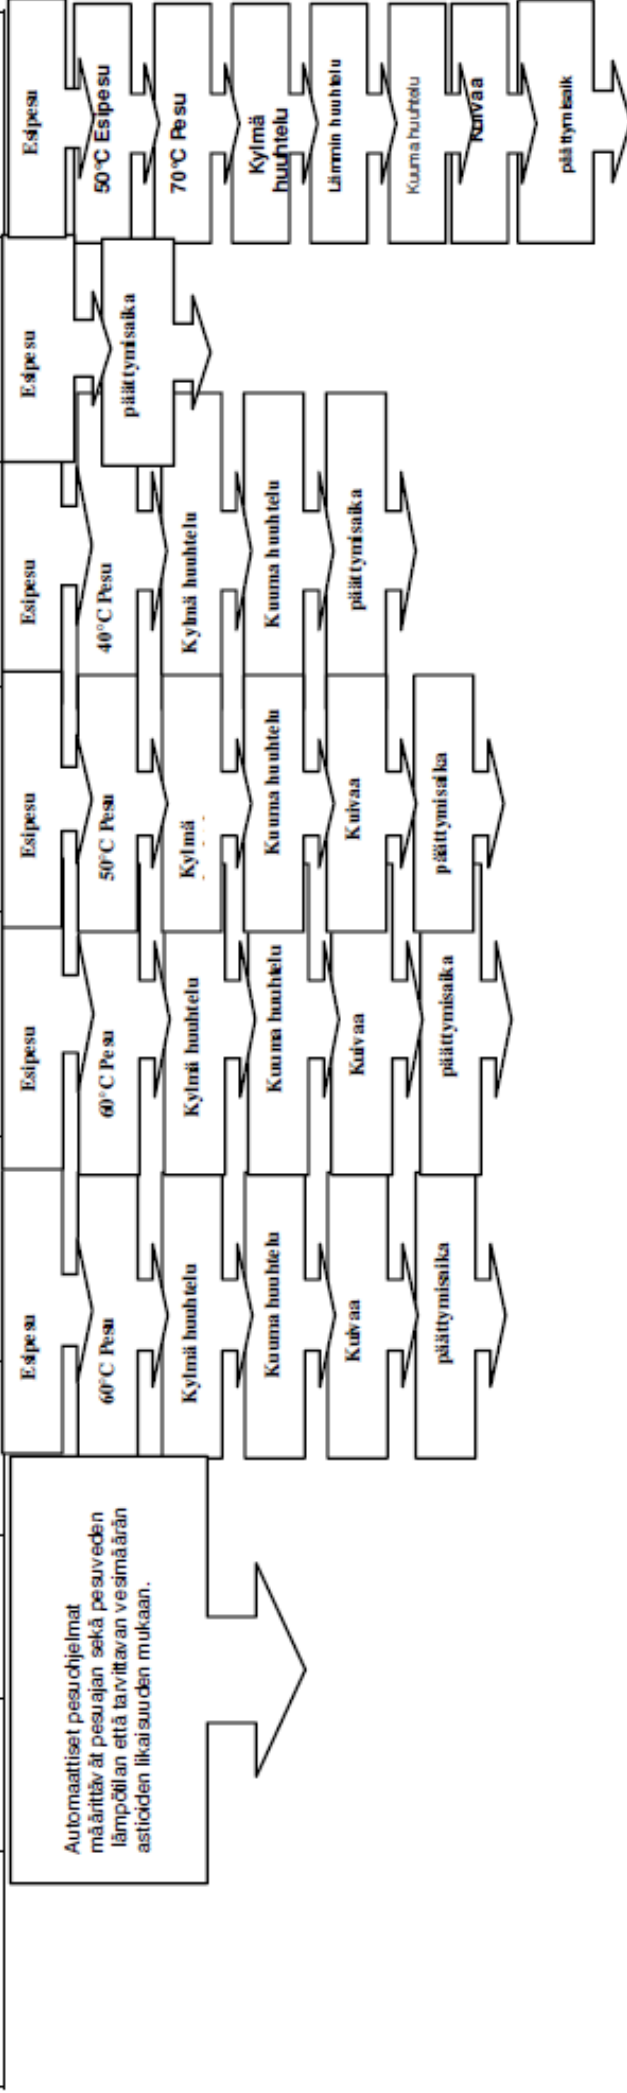 Automaattiset pesuohjelmat
määrittävät pesuajan sekä pesuveden
lämpötilan että tarvittavan vesimäärän
astioiden likaisuuden mukaan.
Esipesu
60°C Pesu
Kylmä huuhtelu
Kuuma huuhtelu
Kuivaa
päättymisaika
Esipesu
60°C Pesu
Kylmä huuhtelu
Kuuma huuhtelu
Kuivaa
päättymisaika
Esipesu
50°C Pesu
Kylmä
Kuuma huuhtelu
Kuivaa
päättymisaika
Esipesu
40°C Pesu
Kylmä huuhtelu
Kuuma huuhtelu
päättymisaika
Esipesu
päättymisaika
Esipesu
50°C Esipesu
70°C Pesu
Kylmä
huuhtelu
Lämmin huuhtelu
Kuuma huuhtelu
Kuivaa
päättymisaik